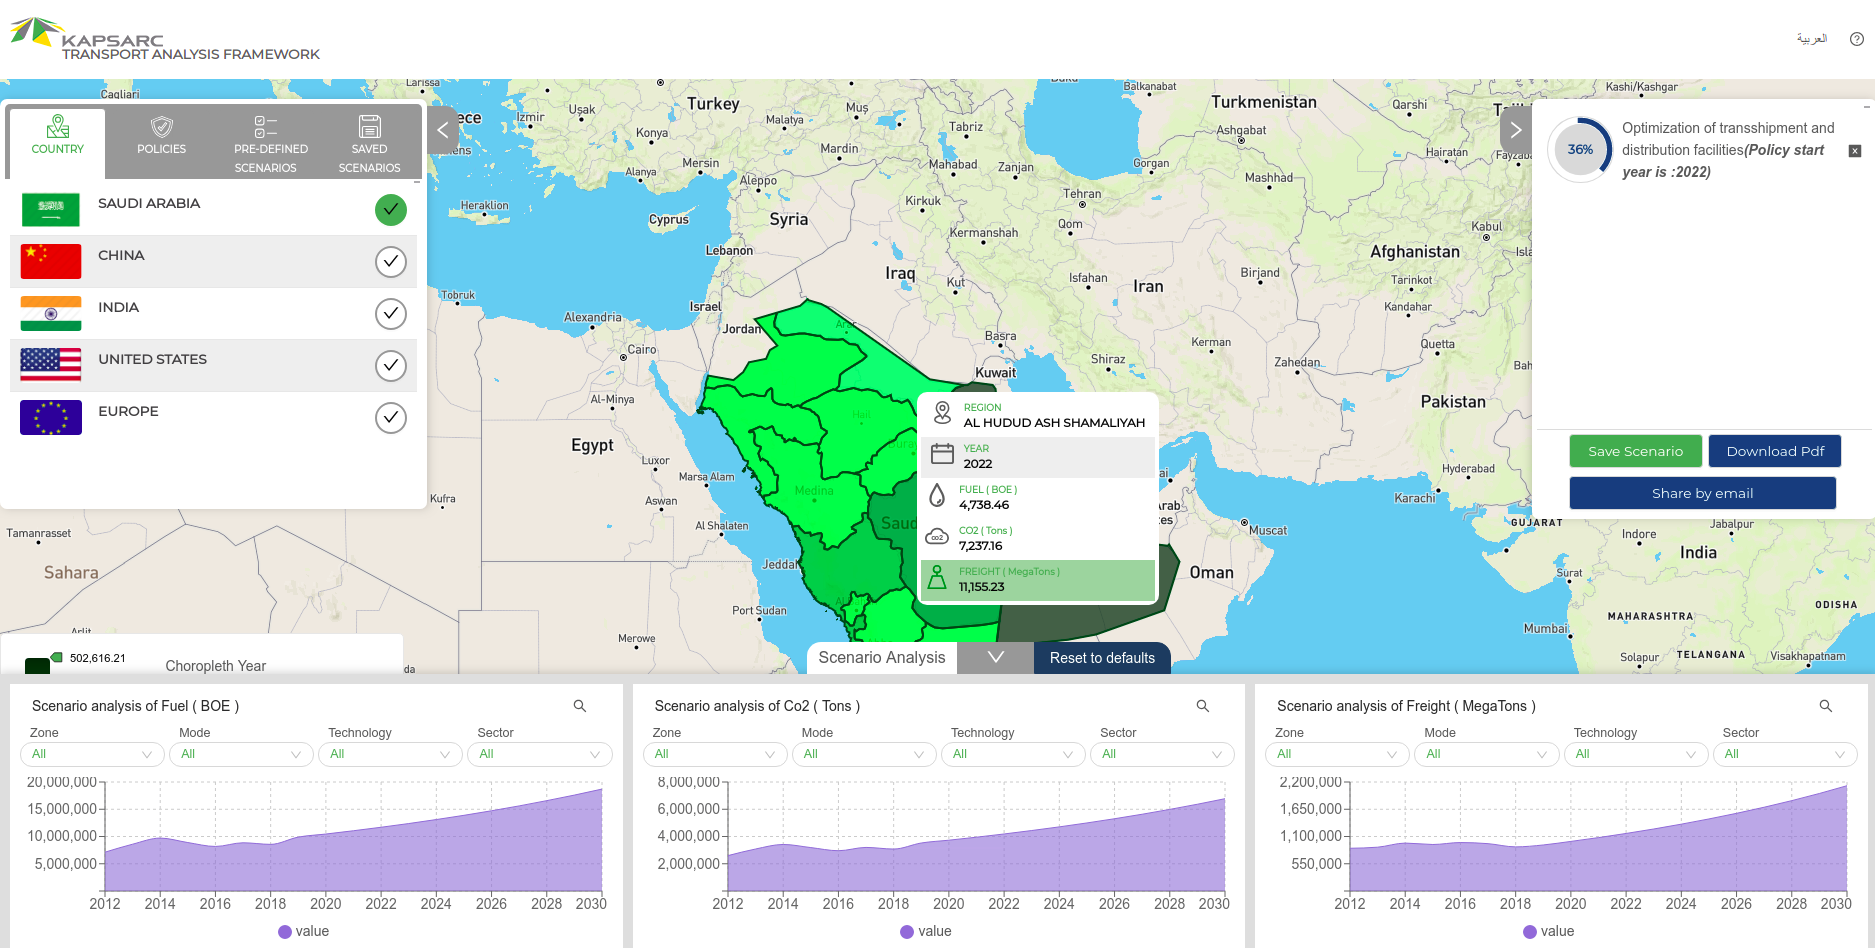 KAPSARC
TRANSPORT ANALYSIS FRAMEWORK
العربية
COUNTRY
POLICIES
PRE-DEFINED
SCENARIOS
SAVED
SCENARIOS
SAUDI ARABIA
CHINA
INDIA
UNITED STATES
EUROPE
Cagliari
Larissa
Izmir
Uşak
Turkey
Konya
Malatya
Muş
Mersin
Mardin
Alanya
Aleppo
Heraklion
Cyprus
Syria
Lebanon
Tobruk
Israel
Jordan
Alexandria
Cairo
Al-Minya
Egypt
Luxor
Marsa Alam
Aswan
Al Shalaten
Kufra
Tamanrasset
Sahara
Port Sudan
Merowe
Jeddah
Medina
Hail
Tabriz
Mahabad
Zanjan
Kirkuk
Tehran
Qom
Kermanshah
Iraq
Kut
Isfahan
Iran
Basra
Kuwait
Shiraz
Kerman
Zahedan
Birjand
Mashhad
Gorgan
Ashgabat
Balkanabat
Turkmenistan
Qarshi
Kashi/Kashgar
Hairatan
Kabul
Afghanistan
Tarinkot
Kandahar
Quetta
Pakistan
Hyderabad
Karachi
Muscat
Oman
GUJARAT
Jabalpur
Indore
India
Surat
MAHARASHTRA
ODISHA
Mumbai
TELANGANA
Solapur
Visakhapatnam
REGION
AL HUDUD ASH SHAMALIYAH
YEAR
2022
FUEL ( BOE )
4,738.46
CO2 ( Tons )
7,237.16
FREIGHT ( MegaTons )
11,155.23
36%
Optimization of transshipment and
distribution facilities(Policy start
year is :2022)
Save Scenario
Download Pdf
Share by email
502,616.21
Choropleth Year
Scenario Analysis
Reset to defaults
Scenario analysis of Fuel ( BOE )
Zone Mode Technology Sector
All All All All
20,000,000
15,000,000
10,000,000
5,000,000
2012 2014 2016 2018 2020 2022 2024 2026 2028 2030
value
Scenario analysis of Co2 ( Tons )
Zone Mode Technology Sector
All All All All
8,000,000
6,000,000
4,000,000
2,000,000
2012 2014 2016 2018 2020 2022 2024 2026 2028 2030
value
Scenario analysis of Freight ( MegaTons )
Zone Mode Technology Sector
All All All All
2,200,000
1,650,000
1,100,000
550,000
2012 2014 2016 2018 2020 2022 2024 2026 2028 2030
value